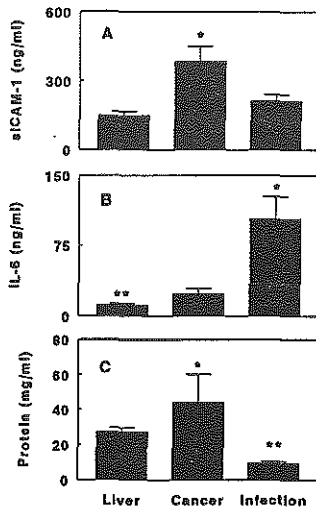 600
A
*
sICAM-1 (ng/ml)
300
0
150
B
*
IL-6 (ng/ml)
75
**
0
80
C
*
60
Protein (mg/ml)
40
**
20
0
Liver Cancer Infection